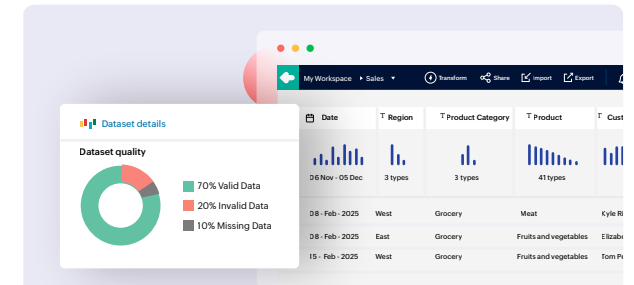 My Workspace Sales Transform Share Import Export
Date T Region T Product Category T Product T Cust
06 Nov - 05 Dec 3 types 3 types 41 types
08 - Feb - 2025 West Grocery Meat Kyle Ri
08 - Feb - 2025 East Grocery Fruits and vegetables Elizabe
15 - Feb - 2025 West Grocery Fruits and vegetables Tom Pe
Dataset details
Dataset quality
70% Valid Data
20% Invalid Data
10% Missing Data